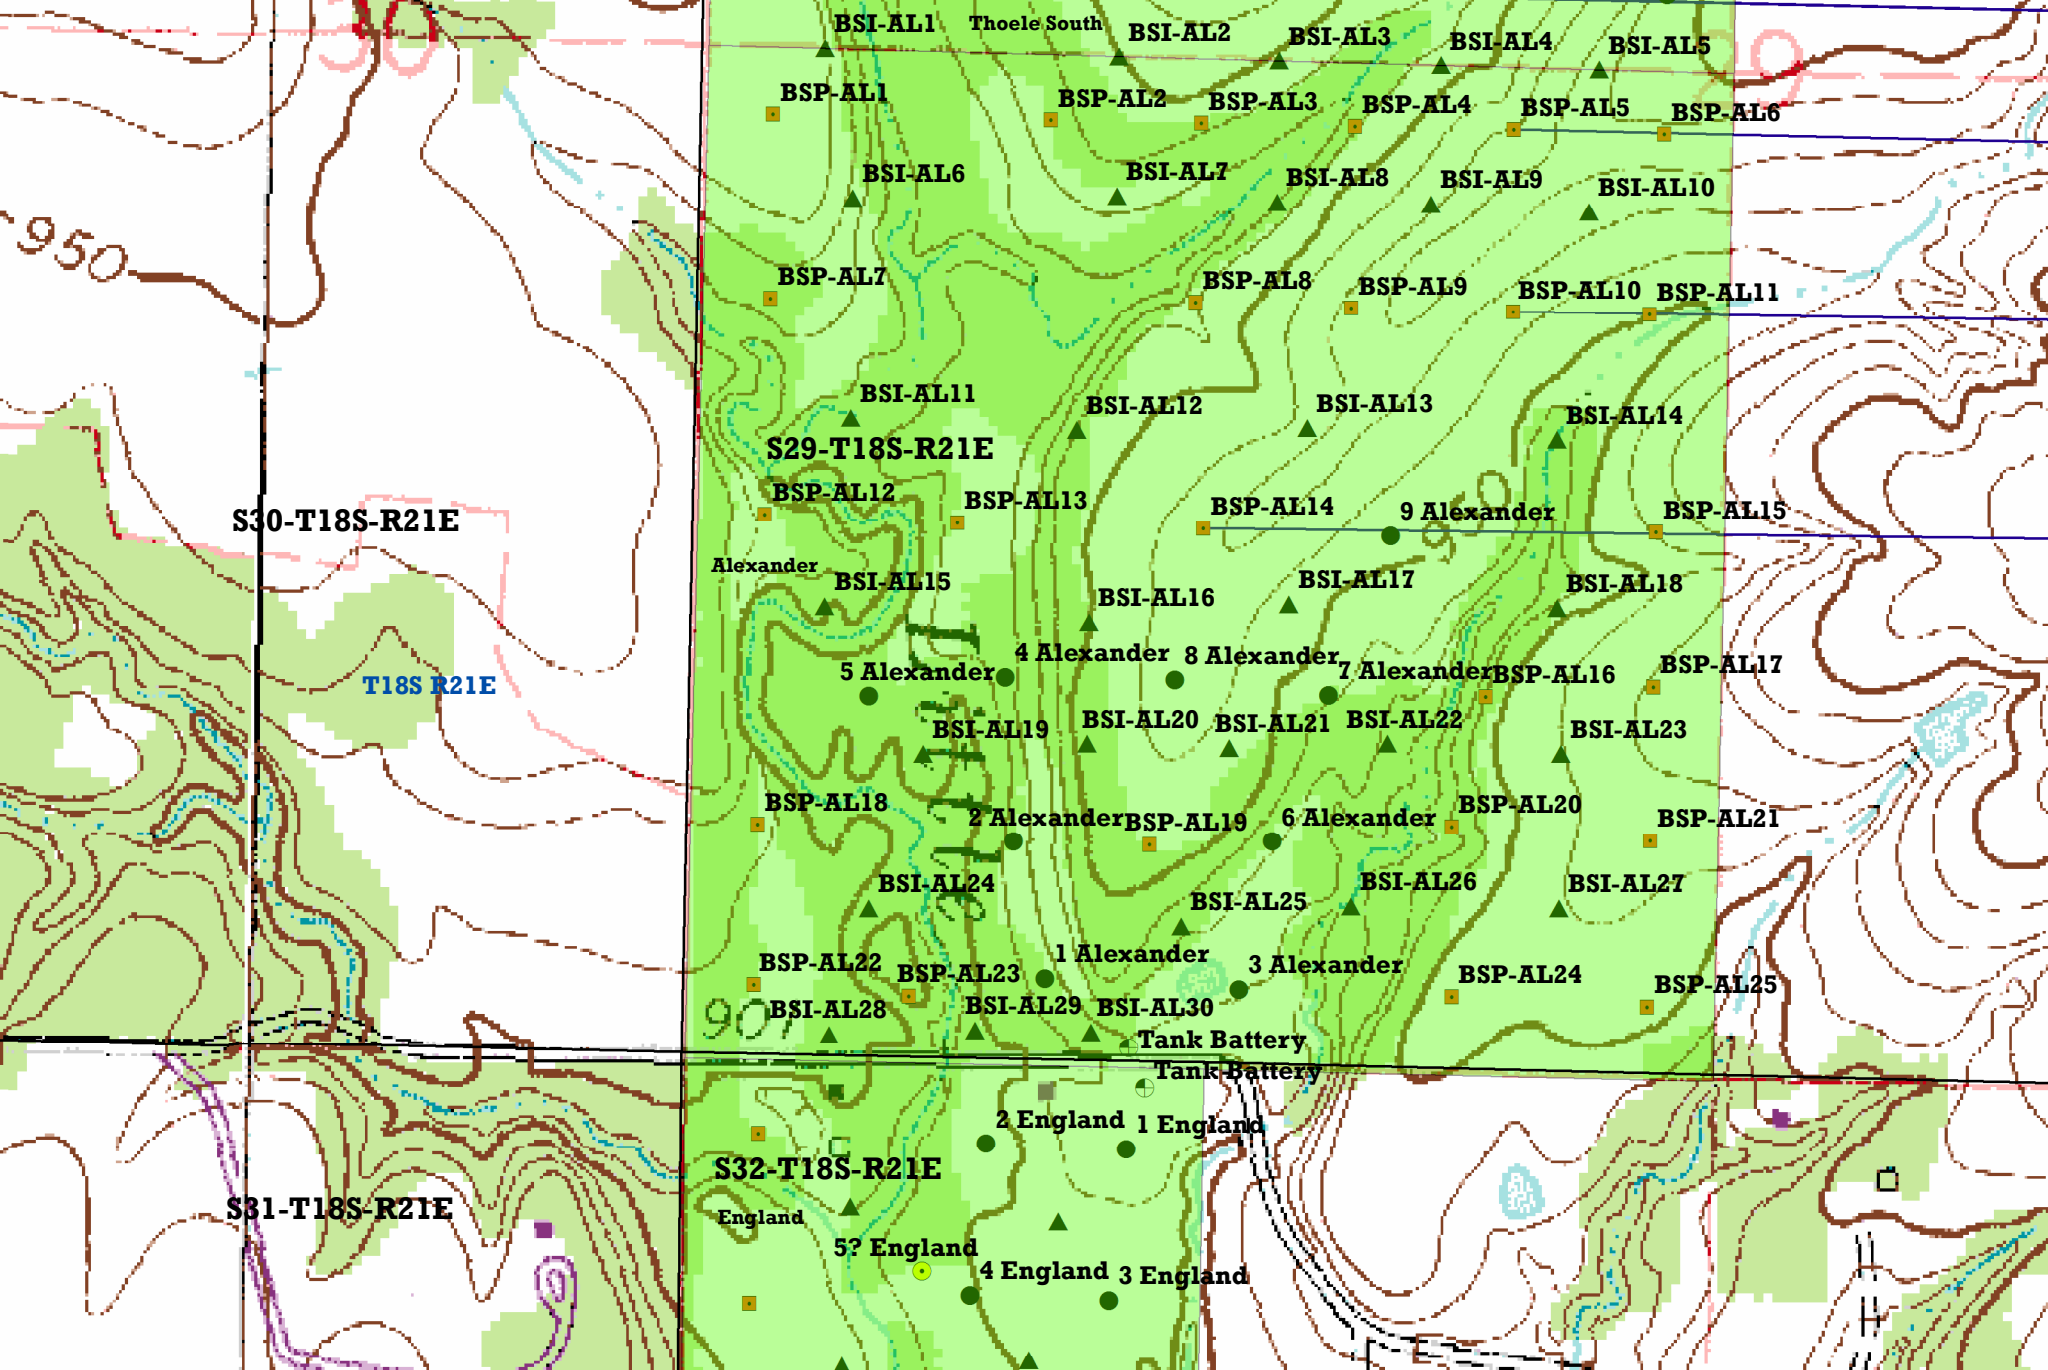 BSI-AL1
Thoele South
BSI-AL2
BSI-AL3
BSI-AL4
BSI-AL5
BSP-AL1
BSP-AL2
BSP-AL3
BSP-AL4
BSP-AL5
BSP-AL6
BSI-AL6
BSI-AL7
BSI-AL8
BSI-AL9
BSI-AL10
950
BSP-AL7
BSP-AL8
BSP-AL9
BSP-AL10
BSP-AL11
BSI-AL11
BSI-AL12
BSI-AL13
BSI-AL14
S29-T18S-R21E
BSP-AL12
BSP-AL13
BSP-AL14
9 Alexander
BSP-AL15
S30-T18S-R21E
Alexander
BSI-AL15
BSI-AL16
BSI-AL17
BSI-AL18
T18S R21E
5 Alexander
4 Alexander
8 Alexander
7 Alexander
BSP-AL16
BSP-AL17
BSI-AL19
BSI-AL20
BSI-AL21
BSI-AL22
BSI-AL23
BSP-AL18
2 Alexander
BSP-AL19
6 Alexander
BSP-AL20
BSP-AL21
BSI-AL24
BSI-AL25
BSI-AL26
BSI-AL27
BSP-AL22
BSP-AL23
1 Alexander
3 Alexander
BSP-AL24
BSP-AL25
BSI-AL28
BSI-AL29
BSI-AL30
Tank Battery
Tank Battery
2 England
1 England
S32-T18S-R21E
S31-T18S-R21E
England
5? England
4 England
3 England